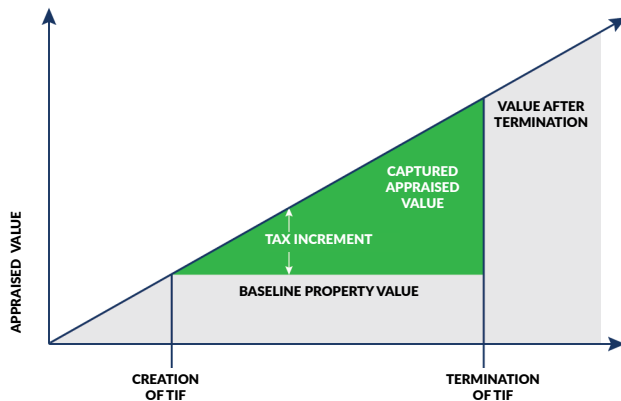 VALUE AFTER
TERMINATION
CAPTURED
APPRAISED
VALUE
TAX INCREMENT
BASELINE PROPERTY VALUE
APPRAISED VALUE
CREATION
OF TIF
TERMINATION
OF TIF